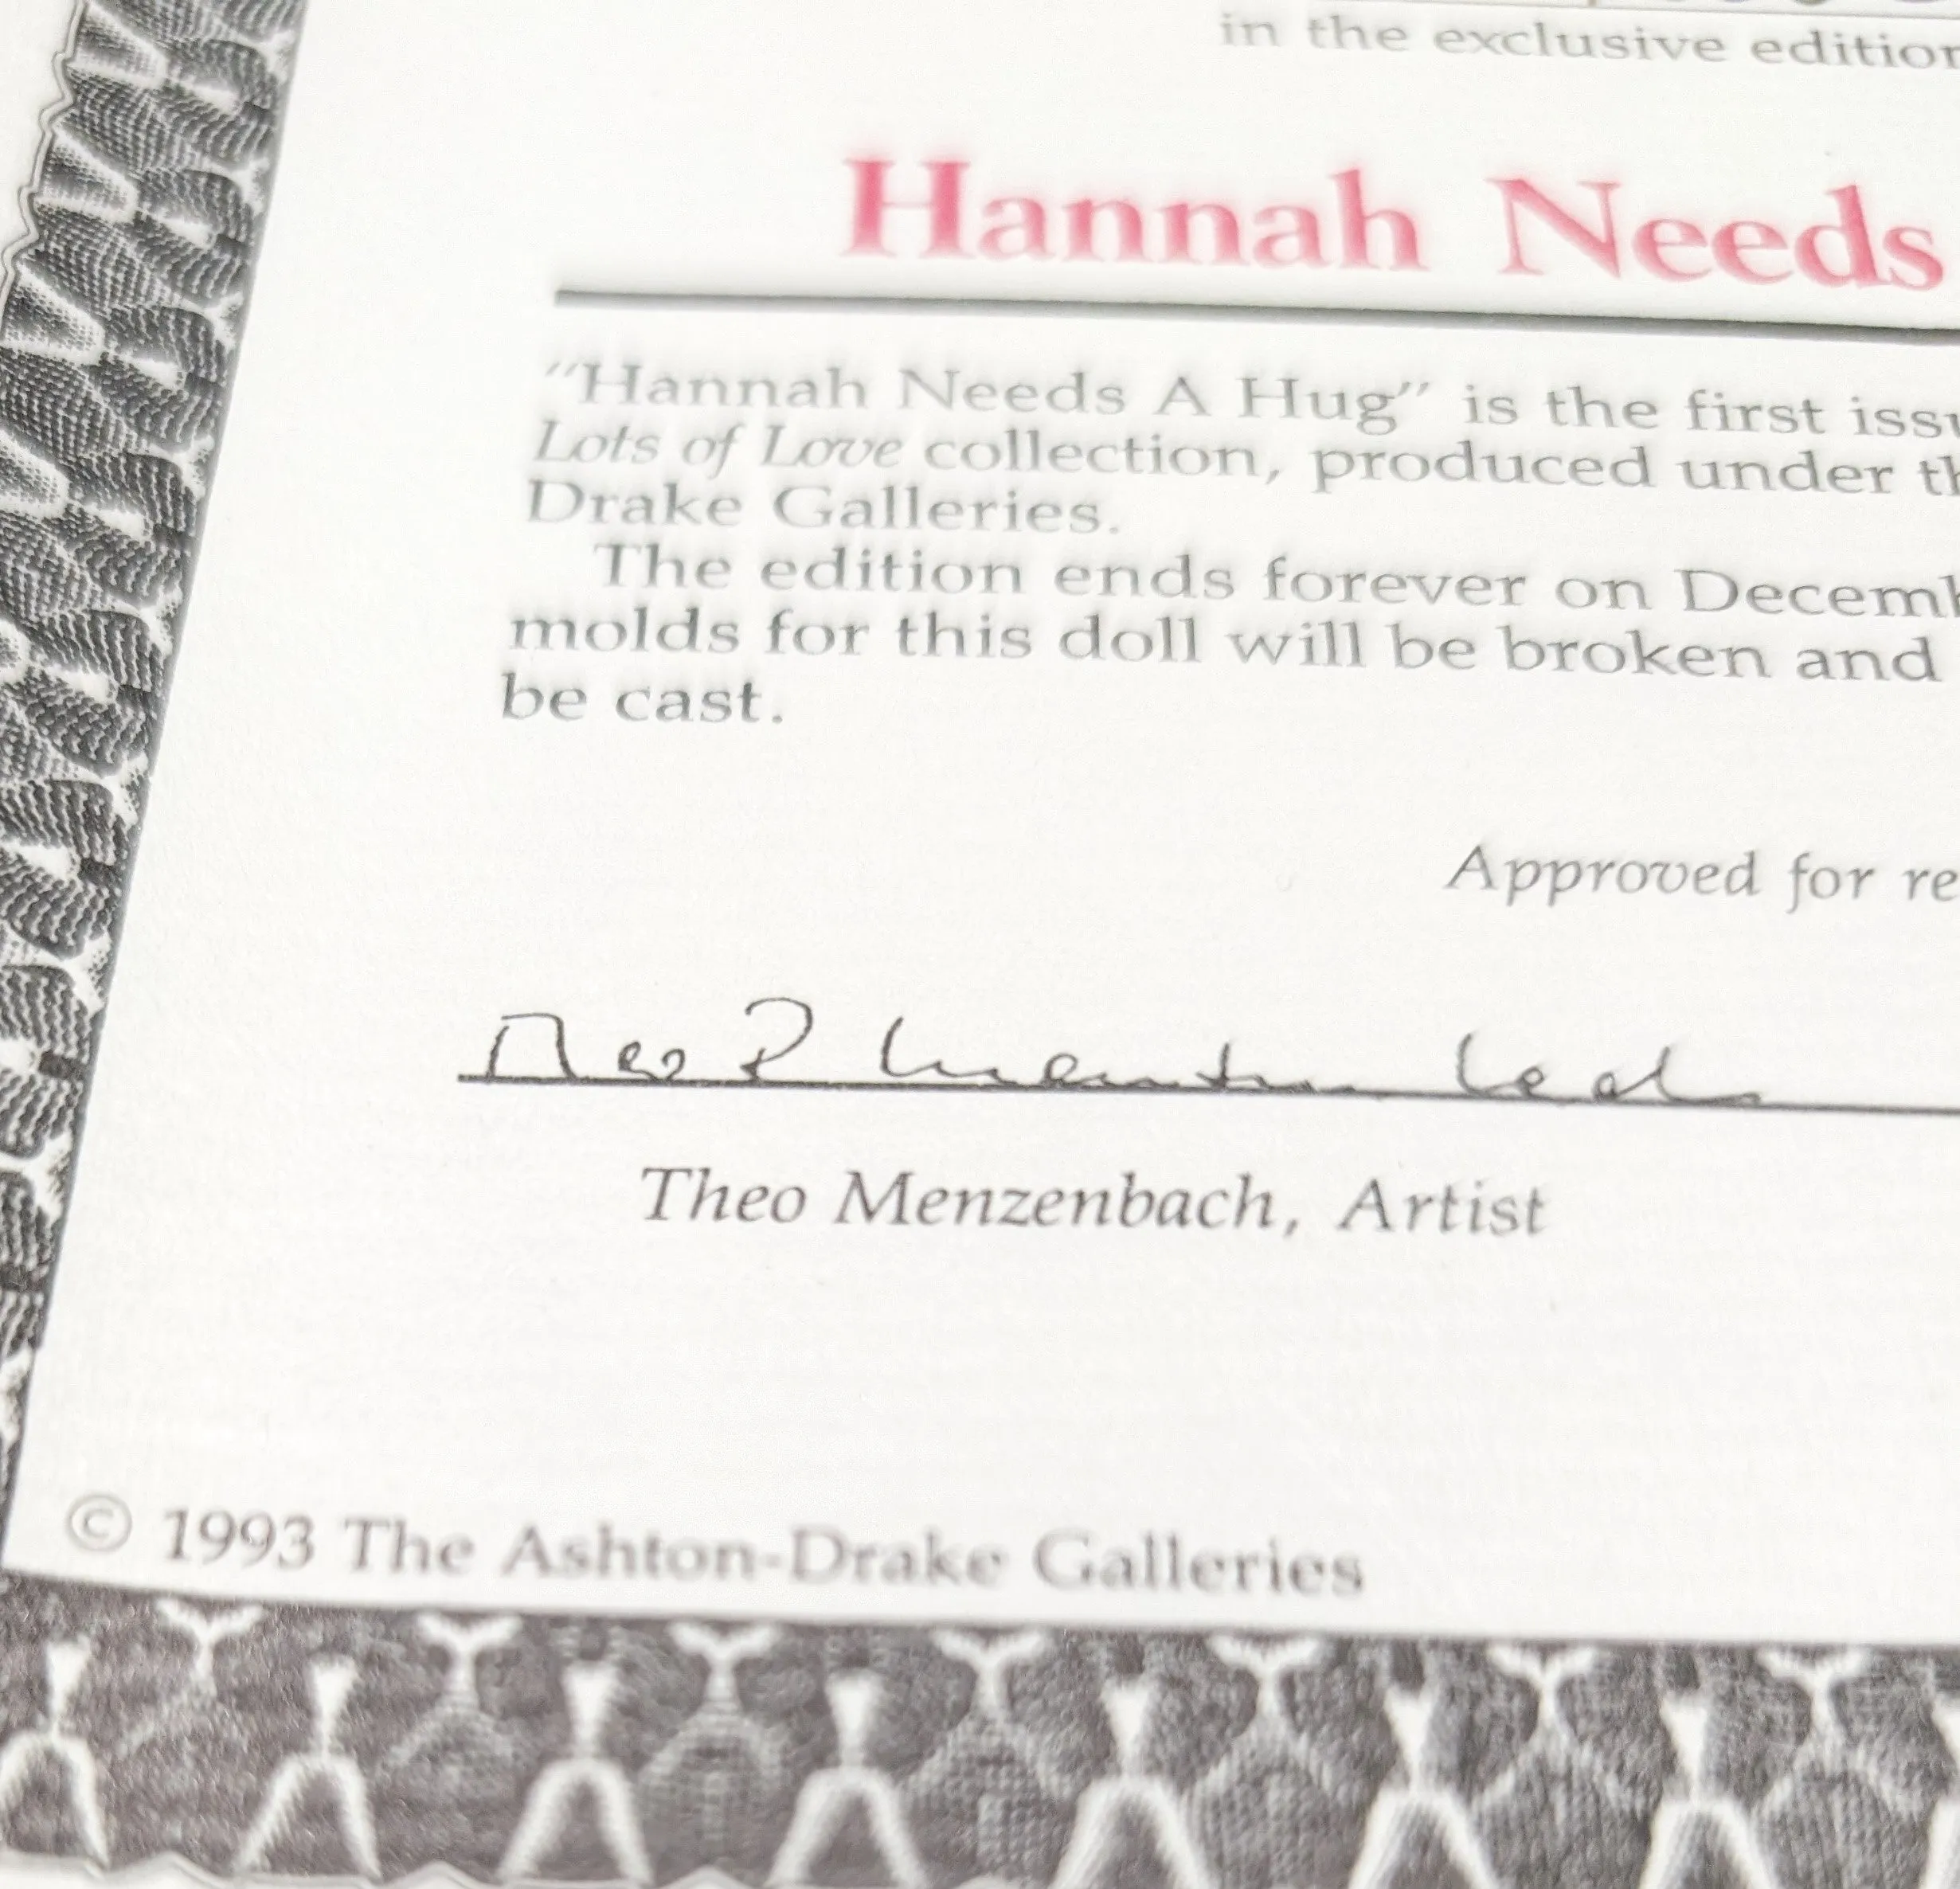 in the exclusive edition
Hannah Needs
"Hannah Needs A Hug" is the first issu
Lots of Love collection, produced under th
Drake Galleries.
The edition ends forever on Decemb
molds for this doll will be broken and
be cast.
Approved for re
Theo Menzenbach, Artist
© 1993 The Ashton-Drake Galleries